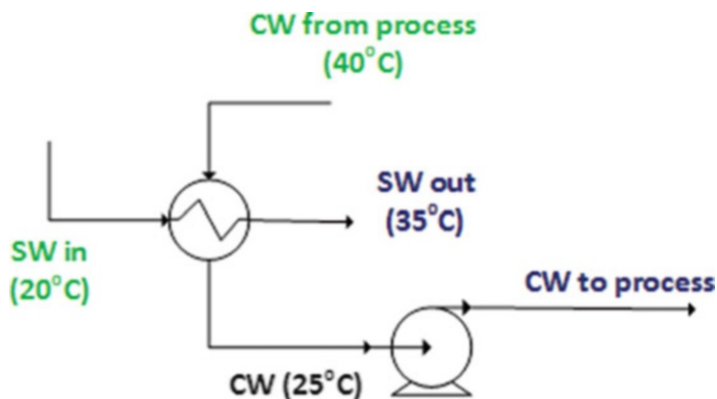 CW from process
(40°C)
SW out
(35°C)
SW in
(20°C)
CW to process
CW (25°C)